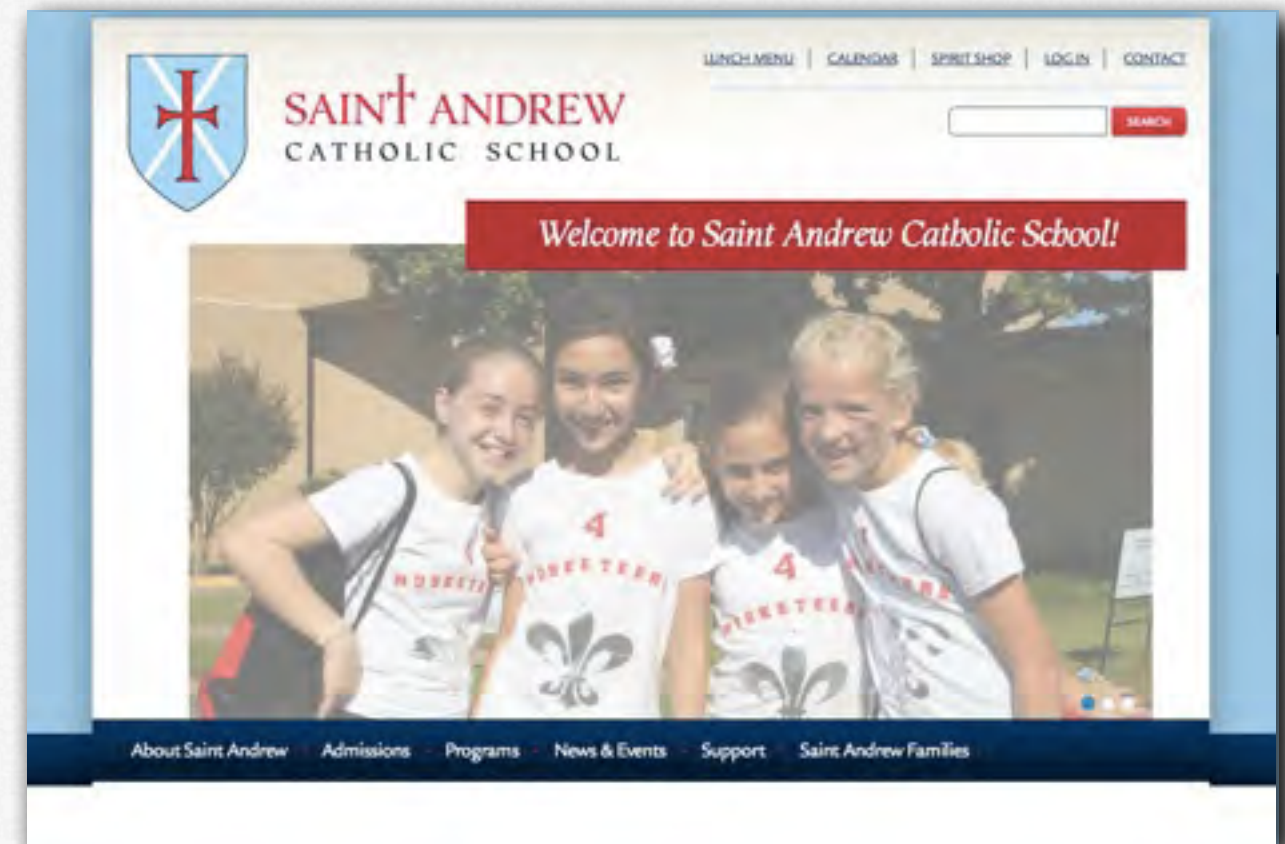 LUNCH MENU | CALENDAR | SPIRIT SHOP | LOG IN | CONTACT
SAINT ANDREW
CATHOLIC SCHOOL
SEARCH
Welcome to Saint Andrew Catholic School!
4
4
MUSKETEERS
About Saint Andrew - Admissions - Programs - News & Events - Support - Saint Andrew Families